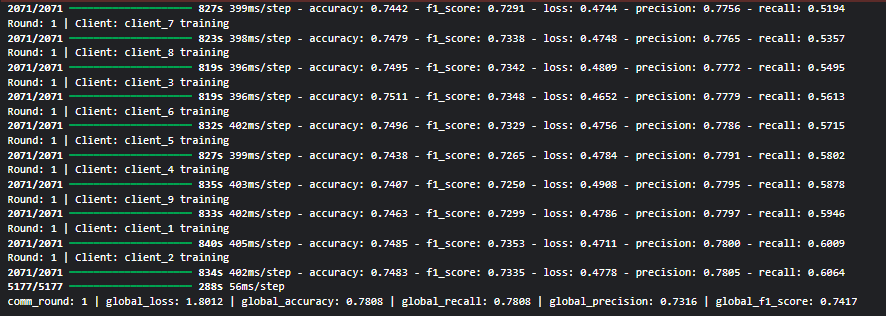 2071/2071 ━━━━━━━━━━━━━━━━━━━━ 827s 399ms/step - accuracy: 0.7442 - f1_score: 0.7291 - loss: 0.4744 - precision: 0.7756 - recall: 0.5194
Round: 1 | Client: client_7 training
2071/2071 ━━━━━━━━━━━━━━━━━━━━ 823s 398ms/step - accuracy: 0.7479 - f1_score: 0.7338 - loss: 0.4748 - precision: 0.7765 - recall: 0.5357
Round: 1 | Client: client_8 training
2071/2071 ━━━━━━━━━━━━━━━━━━━━ 819s 396ms/step - accuracy: 0.7495 - f1_score: 0.7342 - loss: 0.4809 - precision: 0.7772 - recall: 0.5495
Round: 1 | Client: client_3 training
2071/2071 ━━━━━━━━━━━━━━━━━━━━ 819s 396ms/step - accuracy: 0.7511 - f1_score: 0.7348 - loss: 0.4652 - precision: 0.7779 - recall: 0.5613
Round: 1 | Client: client_6 training
2071/2071 ━━━━━━━━━━━━━━━━━━━━ 832s 402ms/step - accuracy: 0.7496 - f1_score: 0.7329 - loss: 0.4756 - precision: 0.7786 - recall: 0.5715
Round: 1 | Client: client_5 training
2071/2071 ━━━━━━━━━━━━━━━━━━━━ 827s 399ms/step - accuracy: 0.7438 - f1_score: 0.7265 - loss: 0.4784 - precision: 0.7791 - recall: 0.5802
Round: 1 | Client: client_4 training
2071/2071 ━━━━━━━━━━━━━━━━━━━━ 835s 403ms/step - accuracy: 0.7407 - f1_score: 0.7250 - loss: 0.4908 - precision: 0.7795 - recall: 0.5878
Round: 1 | Client: client_9 training
2071/2071 ━━━━━━━━━━━━━━━━━━━━ 833s 402ms/step - accuracy: 0.7463 - f1_score: 0.7299 - loss: 0.4786 - precision: 0.7797 - recall: 0.5946
Round: 1 | Client: client_1 training
2071/2071 ━━━━━━━━━━━━━━━━━━━━ 840s 405ms/step - accuracy: 0.7485 - f1_score: 0.7353 - loss: 0.4711 - precision: 0.7800 - recall: 0.6009
Round: 1 | Client: client_2 training
2071/2071 ━━━━━━━━━━━━━━━━━━━━ 834s 402ms/step - accuracy: 0.7483 - f1_score: 0.7335 - loss: 0.4778 - precision: 0.7805 - recall: 0.6064
5177/5177 ━━━━━━━━━━━━━━━━━━━━ 288s 56ms/step
comm_round: 1 | global_loss: 1.8012 | global_accuracy: 0.7808 | global_recall: 0.7808 | global_precision: 0.7316 | global_f1_score: 0.7417